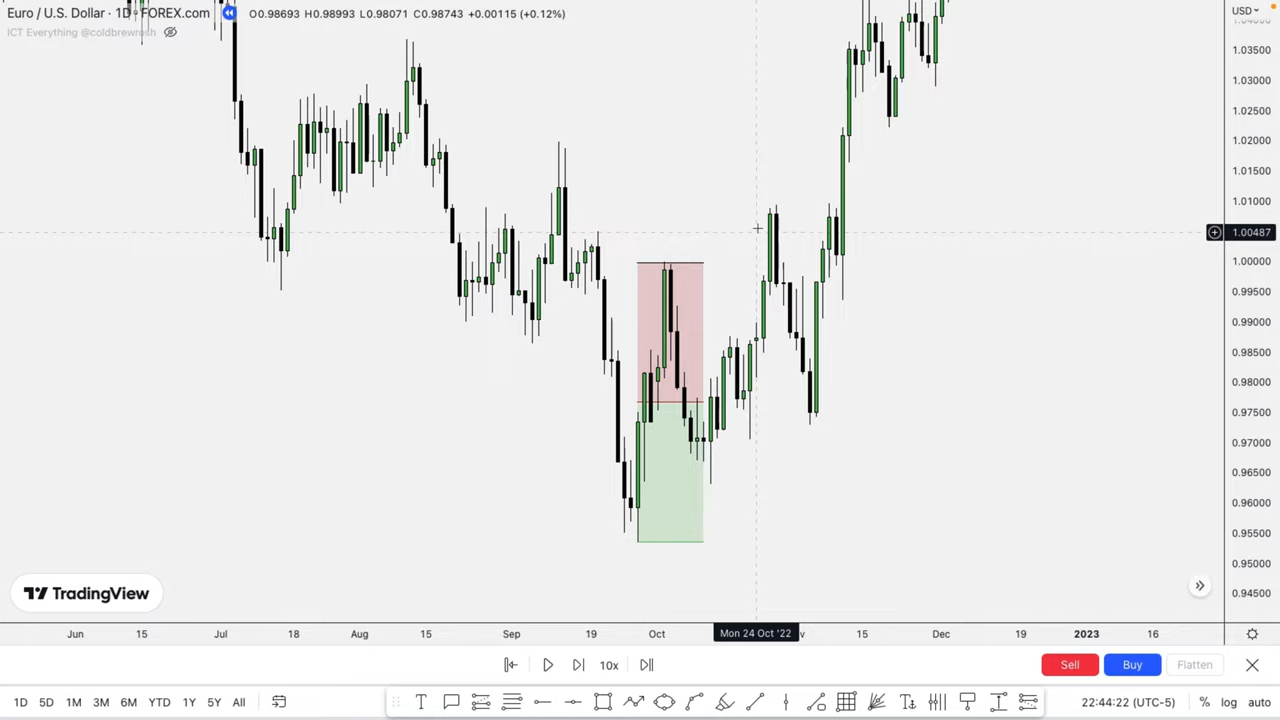 Euro / U.S. Dollar · 1D · FOREX.com O0.98693 H0.98993 L0.98071 C0.98743 +0.00115 (+0.12%)
ICT Everything @coldbrewrosh
USD
1.03500
1.03000
1.02500
1.02000
1.01500
1.01000
1.00487
1.00000
0.99500
0.99000
0.98500
0.98000
0.97500
0.97000
0.96500
0.96000
0.95500
0.95000
0.94500
TradingView
Jun 15 Jul 18 Aug 15 Sep 19 Oct Mon 24 Oct '22 15 Dec 19 2023 16
10x Sell Buy Flatten
1D 5D 1M 3M 6M YTD 1Y 5Y All 22:44:22 (UTC-5) % log auto